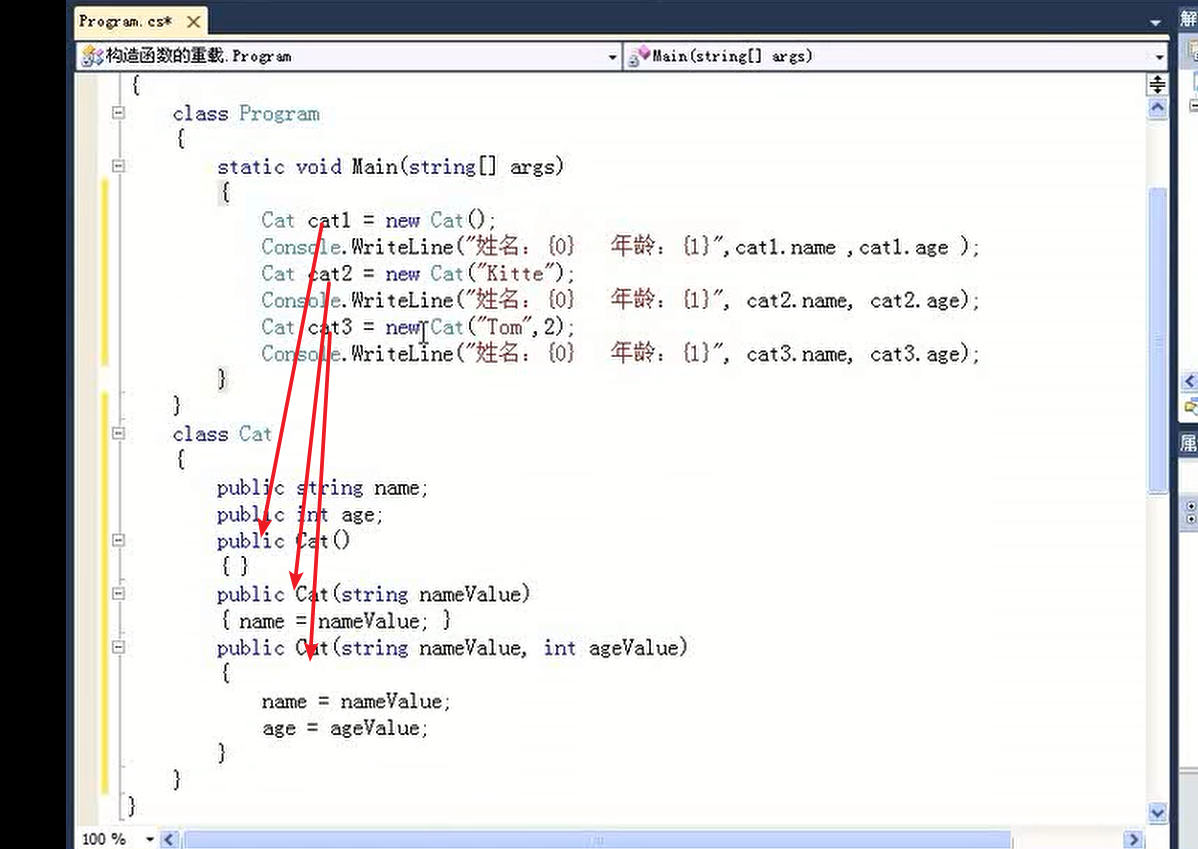 Program.cs*
解
构造函数的重载.Program
Main(string[] args)
{
class Program
{
static void Main(string[] args)
{
Cat cat1 = new Cat();
Console.WriteLine("姓名：{0}   年龄：{1}",cat1.name ,cat1.age );
Cat cat2 = new Cat("Kitte");
Console.WriteLine("姓名：{0}   年龄：{1}", cat2.name, cat2.age);
Cat cat3 = new Cat("Tom",2);
Console.WriteLine("姓名：{0}   年龄：{1}", cat3.name, cat3.age);
}
}
class Cat
属
{
public string name;
public int age;
public Cat()
{ }
public Cat(string nameValue)
{ name = nameValue; }
public Cat(string nameValue, int ageValue)
{
name = nameValue;
age = ageValue;
}
}
}
100 %